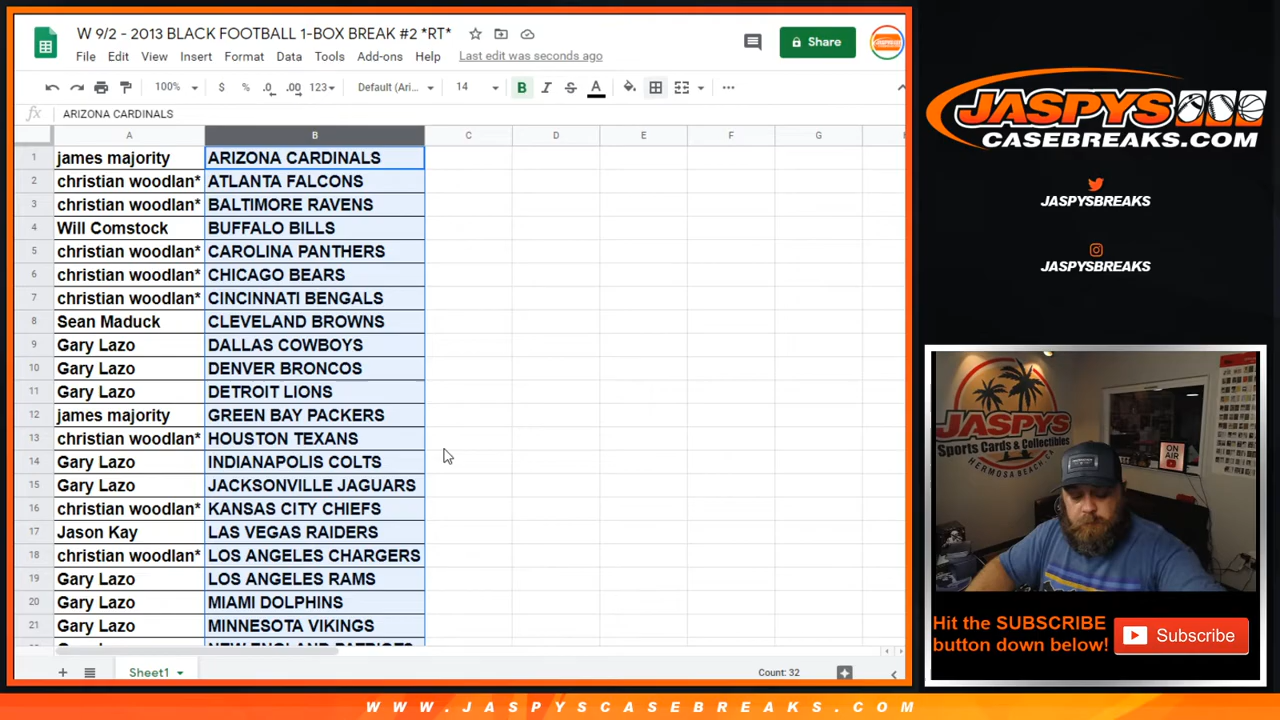 W 9/2 - 2013 BLACK FOOTBALL 1-BOX BREAK #2 *RT*
File Edit View Insert Format Data Tools Add-ons Help Last edit was seconds ago
Share
100% $ % .0 .00 123 Default (Ari... 14 B I S A
fx ARIZONA CARDINALS
A B C D E F G
1 james majority ARIZONA CARDINALS
2 christian woodlan* ATLANTA FALCONS
3 christian woodlan* BALTIMORE RAVENS
4 Will Comstock BUFFALO BILLS
5 christian woodlan* CAROLINA PANTHERS
6 christian woodlan* CHICAGO BEARS
7 christian woodlan* CINCINNATI BENGALS
8 Sean Maduck CLEVELAND BROWNS
9 Gary Lazo DALLAS COWBOYS
10 Gary Lazo DENVER BRONCOS
11 Gary Lazo DETROIT LIONS
12 james majority GREEN BAY PACKERS
13 christian woodlan* HOUSTON TEXANS
14 Gary Lazo INDIANAPOLIS COLTS
15 Gary Lazo JACKSONVILLE JAGUARS
16 christian woodlan* KANSAS CITY CHIEFS
17 Jason Kay LAS VEGAS RAIDERS
18 christian woodlan* LOS ANGELES CHARGERS
19 Gary Lazo LOS ANGELES RAMS
20 Gary Lazo MIAMI DOLPHINS
21 Gary Lazo MINNESOTA VIKINGS
NEW ENGLAND PATRIOTS
Sheet1
Count: 32
JASPYS
CASEBREAKS.COM
JASPYSBREAKS
JASPYSBREAKS
JASPYS
Sports Cards & Collectibles
HERMOSA BEACH, CA
ON AIR
Hit the SUBSCRIBE
button down below!
Subscribe
WWW.JASPYSCASEBREAKS.COM